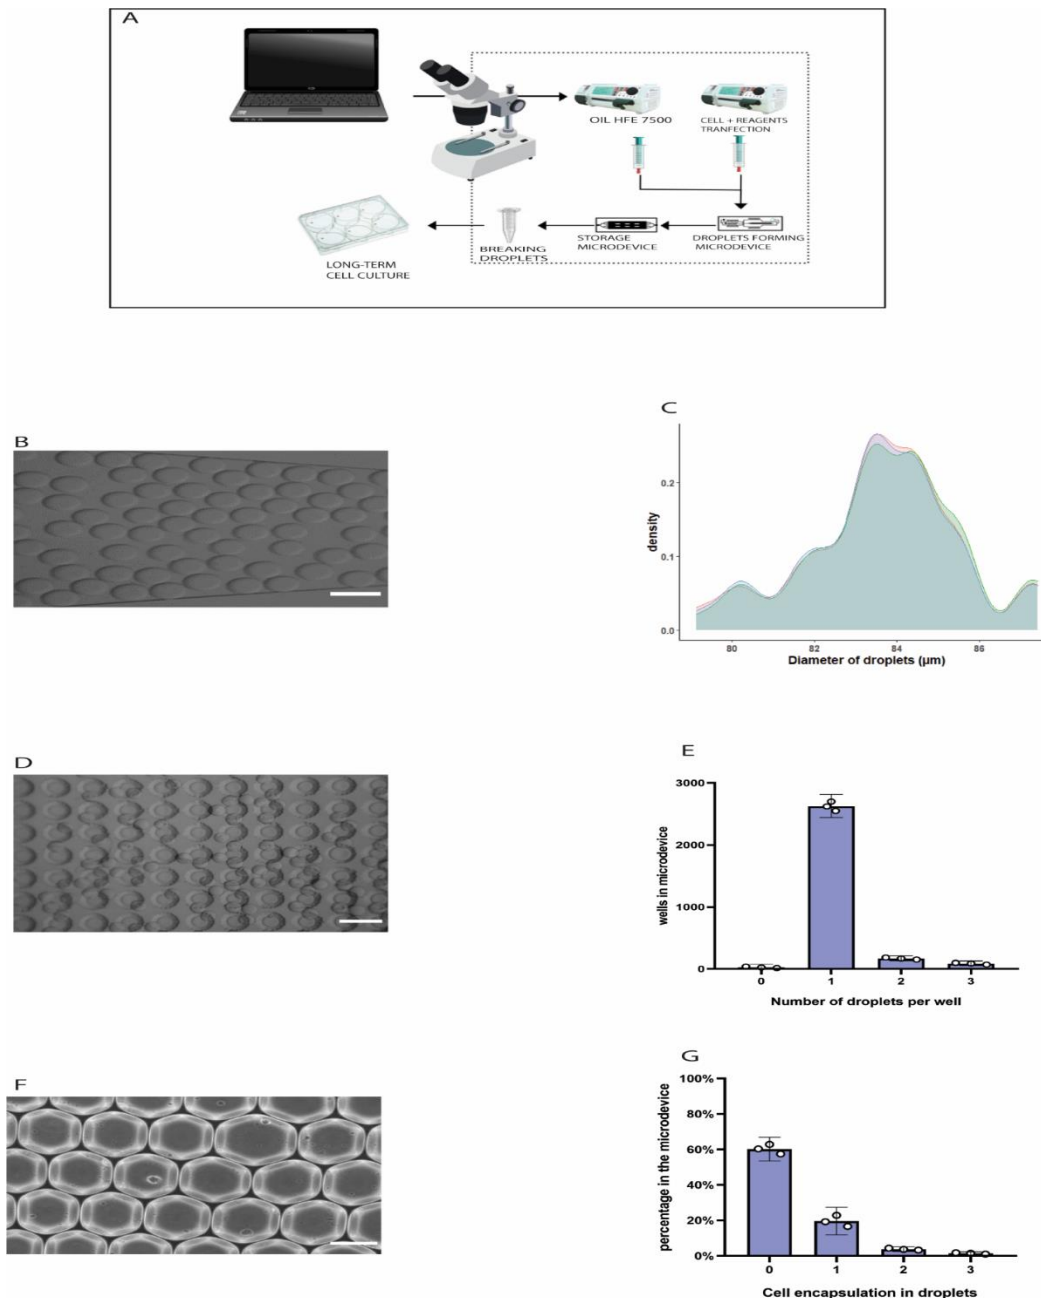 A
OIL HFE 7500
CELL + REAGENTS
TRANFECTION
LONG-TERM
CELL CULTURE
BREAKING
DROPLETS
STORAGE
MICRODEVICE
DROPLETS FORMING
MICRODEVICE
B
C
density
0.2
0.1
0.0
80
82
84
86
Diameter of droplets (µm)
D
E
wells in microdevice
3000
2000
1000
0
0
1
2
3
Number of droplets per well
F
G
percentage in the microdevice
100%
80%
60%
40%
20%
0%
0
1
2
3
Cell encapsulation in droplets